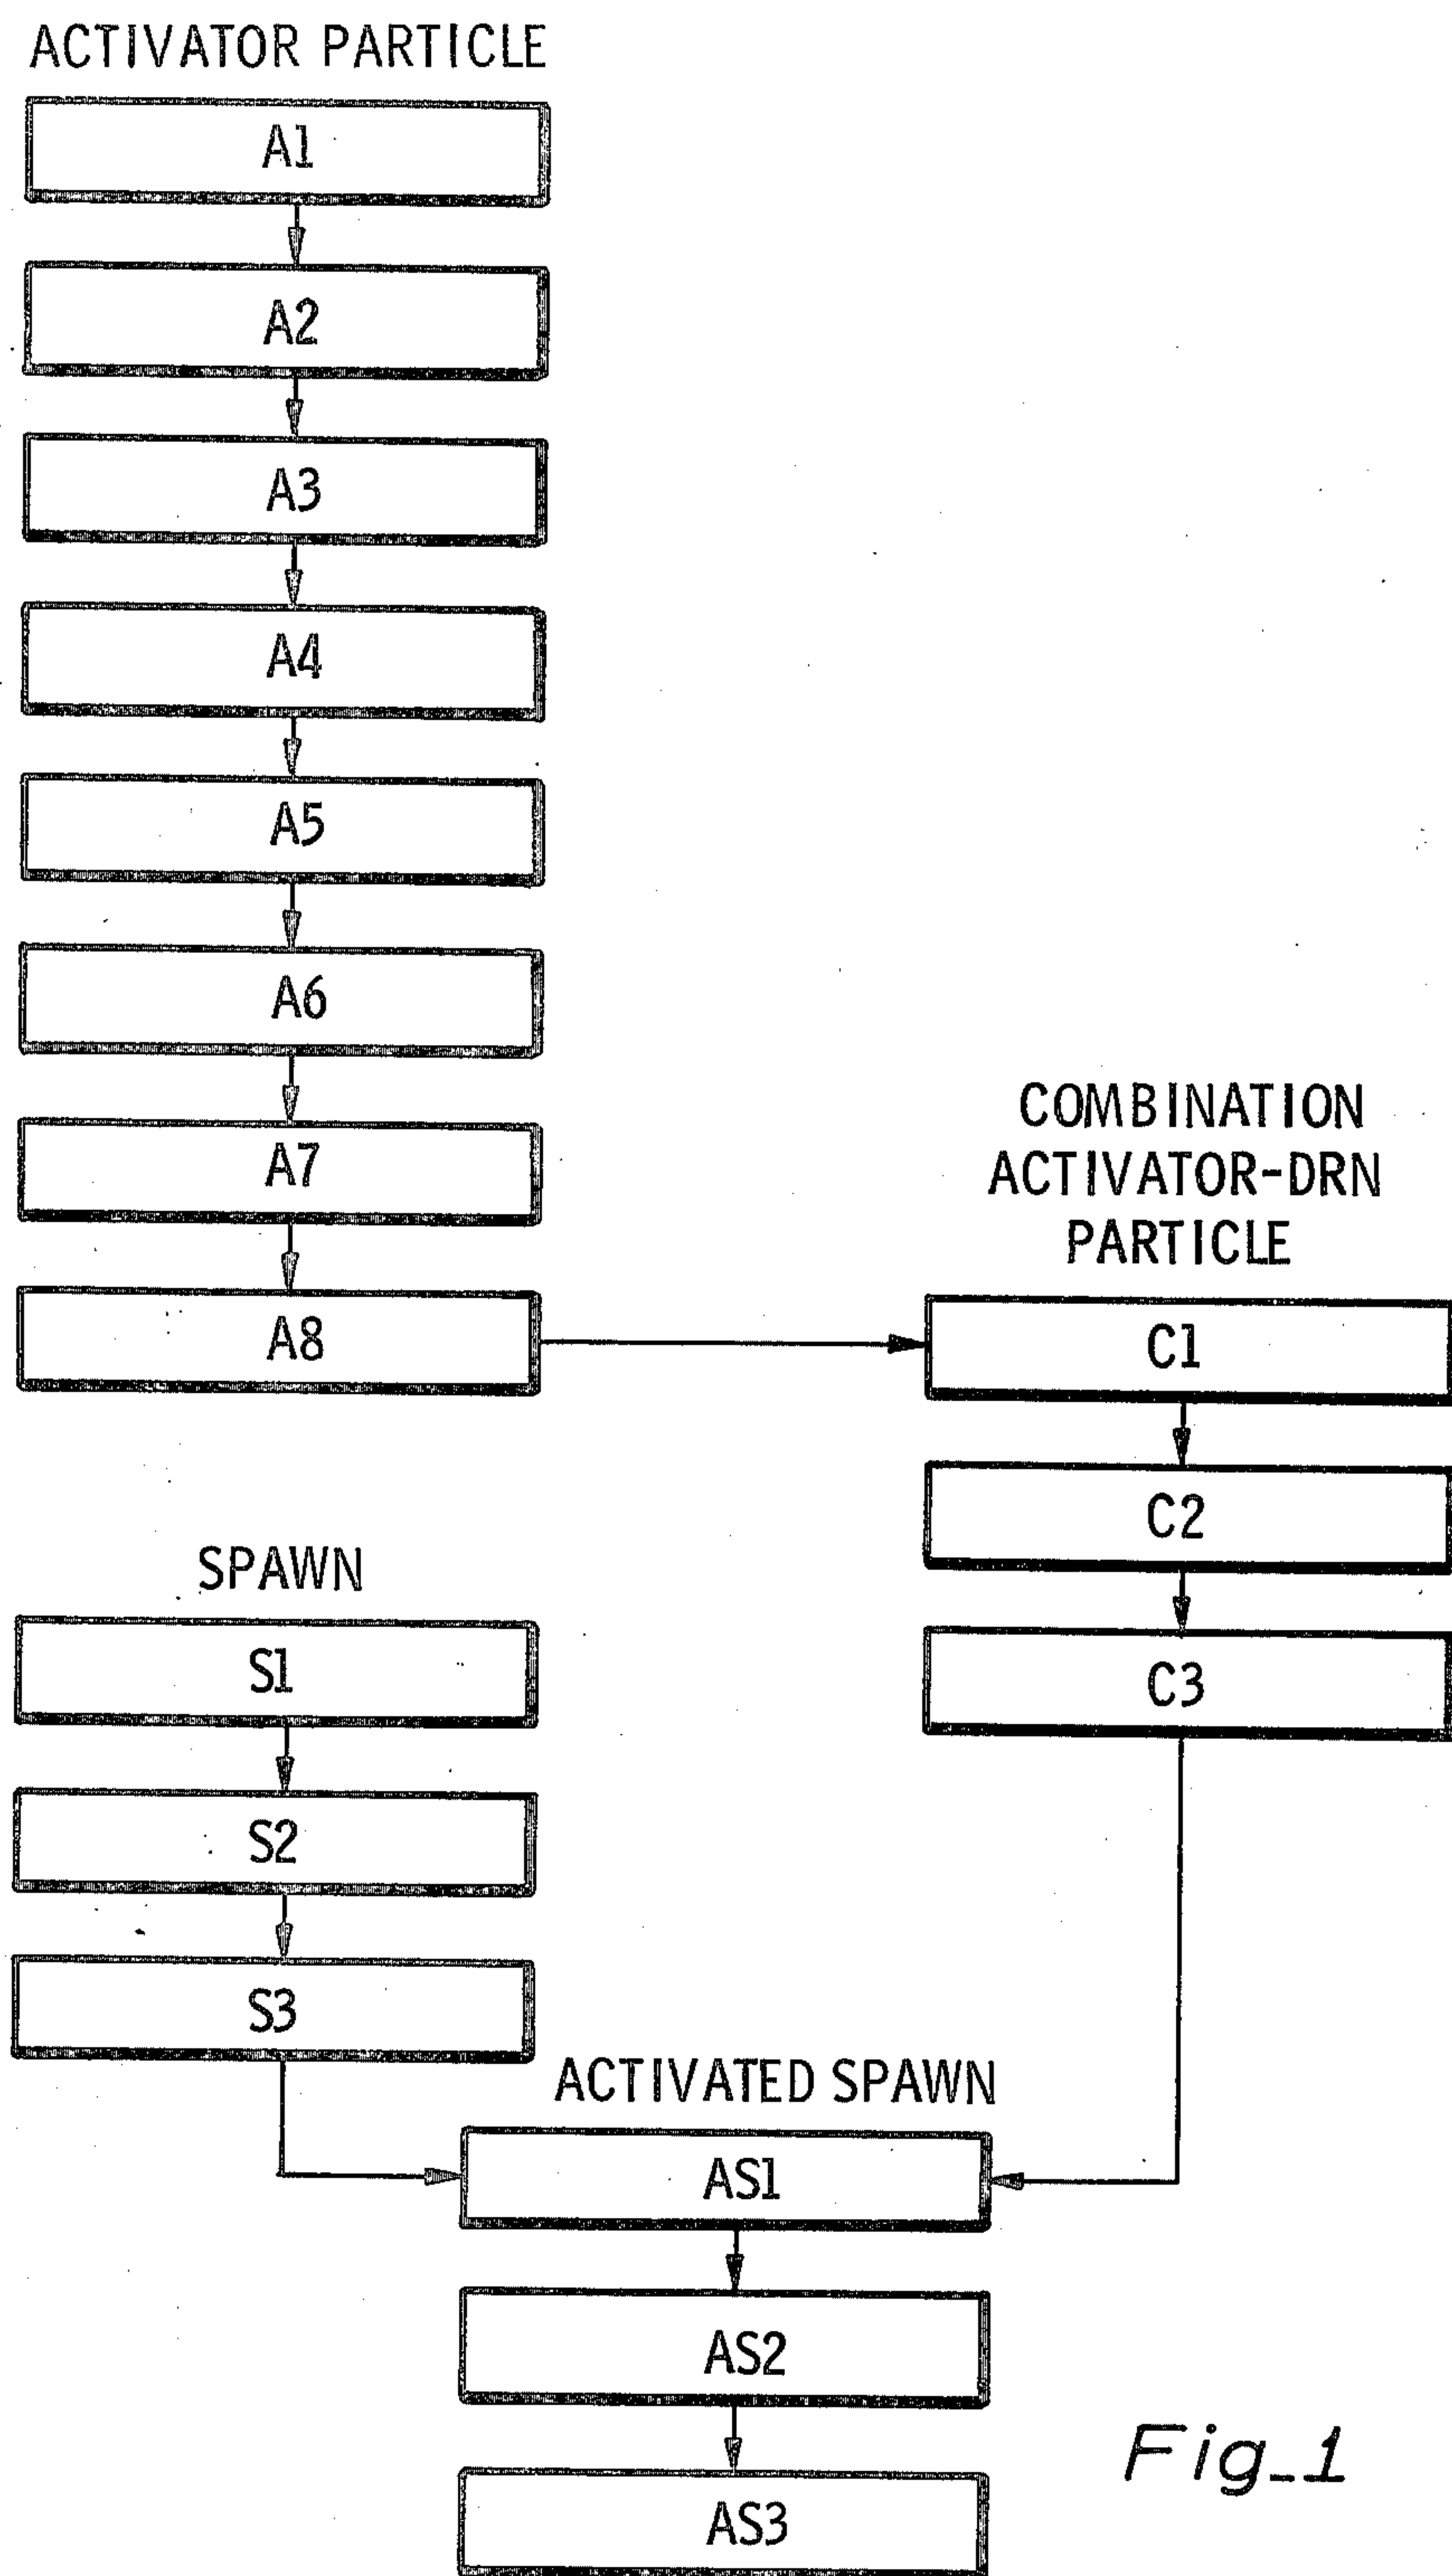 ACTIVATOR PARTICLE
A1
A2
A3
A4
A5
A6
A7
A8
COMBINATION
ACTIVATOR-DRN
PARTICLE
C1
C2
C3
SPAWN
S1
S2
S3
ACTIVATED SPAWN
AS1
AS2
AS3
Fig_1